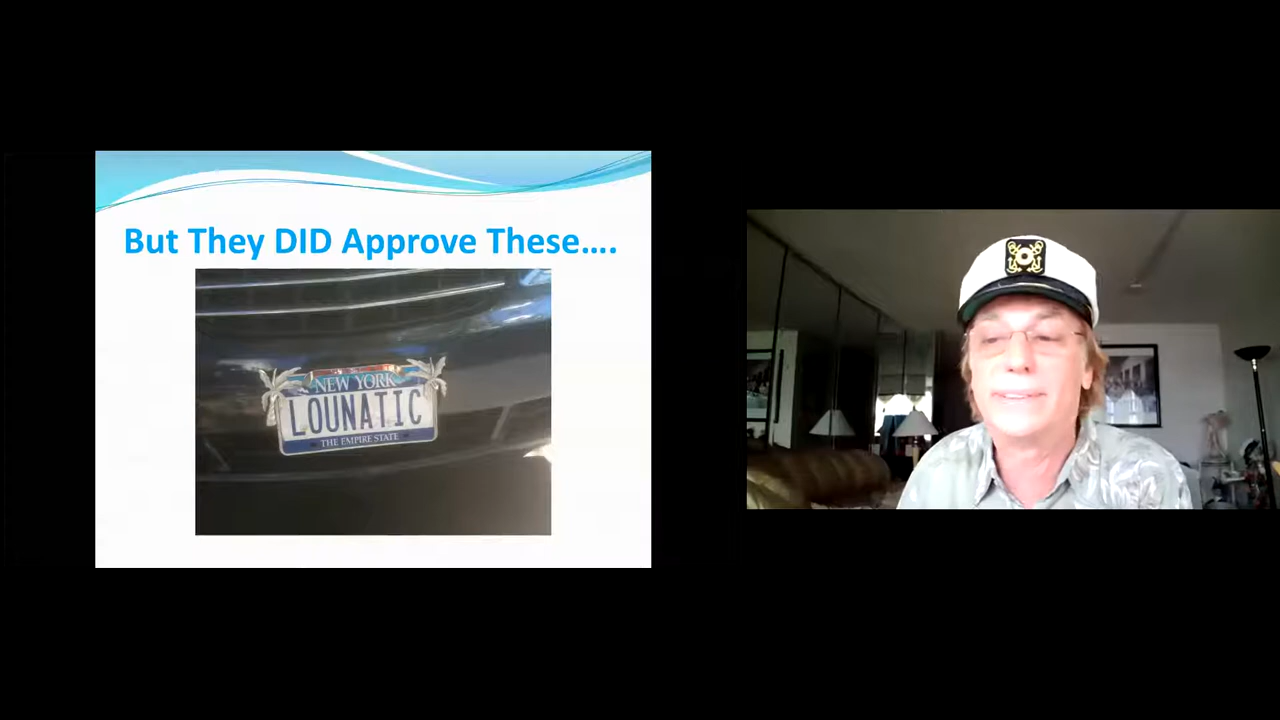 But They DID Approve These....
NEW YORK
LOUNATIC
THE EMPIRE STATE